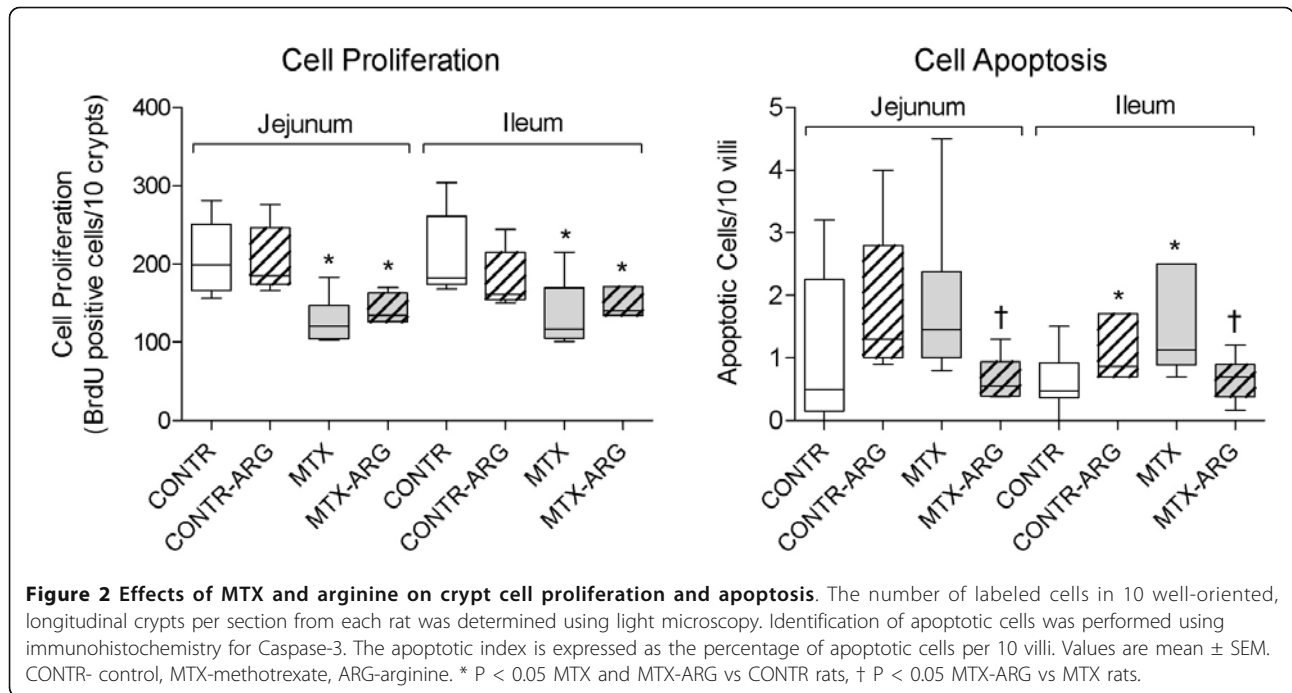 Cell Proliferation
Cell Proliferation
(BrdU positive cells/10 crypts)
400
300
200
100
0
Jejunum
Ileum
*
*
*
*
CONTR
CONTR-ARG
MTX
MTX-ARG
CONTR
CONTR-ARG
MTX
MTX-ARG
Cell Apoptosis
Apoptotic Cells/10 villi
5
4
3
2
1
0
Jejunum
Ileum
†
*
*
†
CONTR
CONTR-ARG
MTX
MTX-ARG
CONTR
CONTR-ARG
MTX
MTX-ARG
Figure 2 Effects of MTX and arginine on crypt cell proliferation and apoptosis. The number of labeled cells in 10 well-oriented,
longitudinal crypts per section from each rat was determined using light microscopy. Identification of apoptotic cells was performed using
immunohistochemistry for Caspase-3. The apoptotic index is expressed as the percentage of apoptotic cells per 10 villi. Values are mean ± SEM.
CONTR- control, MTX-methotrexate, ARG-arginine. * P < 0.05 MTX and MTX-ARG vs CONTR rats, † P < 0.05 MTX-ARG vs MTX rats.